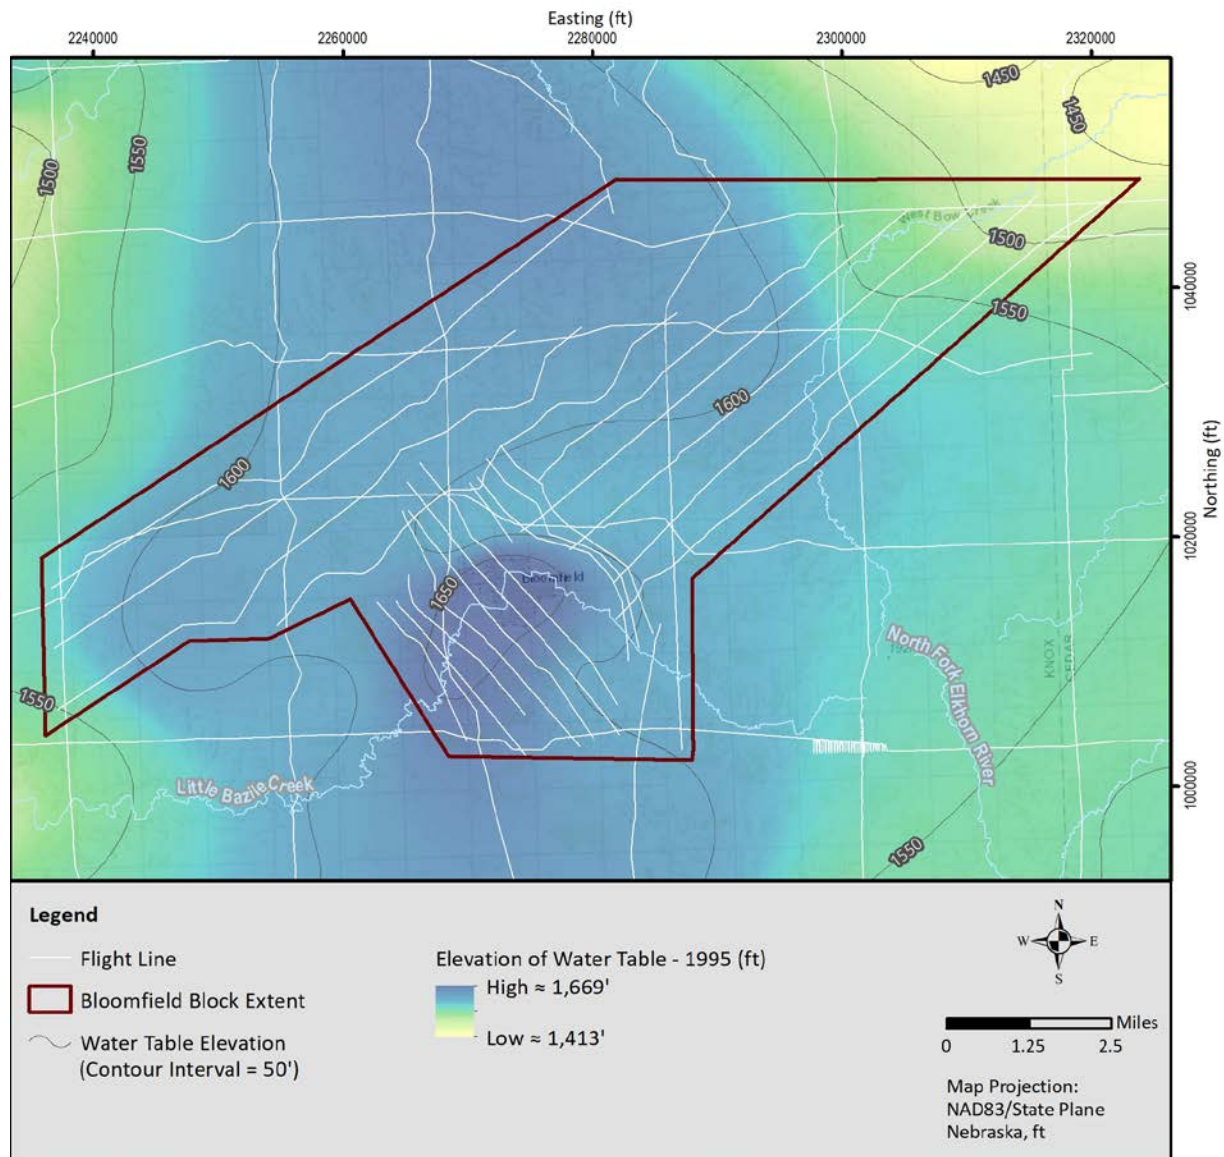 Easting (ft)
2240000
2260000
2280000
2300000
2320000
1450
1450
1550
1500
West Bow Creek
1500
1550
1040000
Northing (ft)
1600
1600
1020000
1650
Bloomfield
North Fork Elkhorn River
KNOX
CEDAR
1550
Little Bazile Creek
1000000
1550
Legend
Flight Line
Bloomfield Block Extent
Water Table Elevation
(Contour Interval = 50')
Elevation of Water Table - 1995 (ft)
High ≈ 1,669'
Low ≈ 1,413'
N
W
E
S
Miles
0
1.25
2.5
Map Projection:
NAD83/State Plane
Nebraska, ft